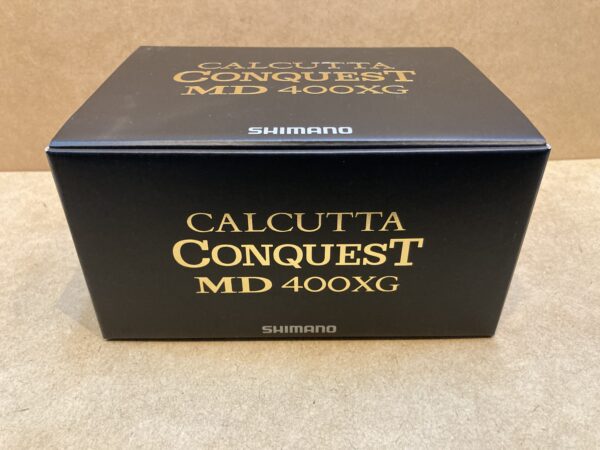 CALCUTTA
CONQUEST
MD 400XG
SHIMANO
CALCUTTA
CONQUEST
MD 400XG
SHIMANO